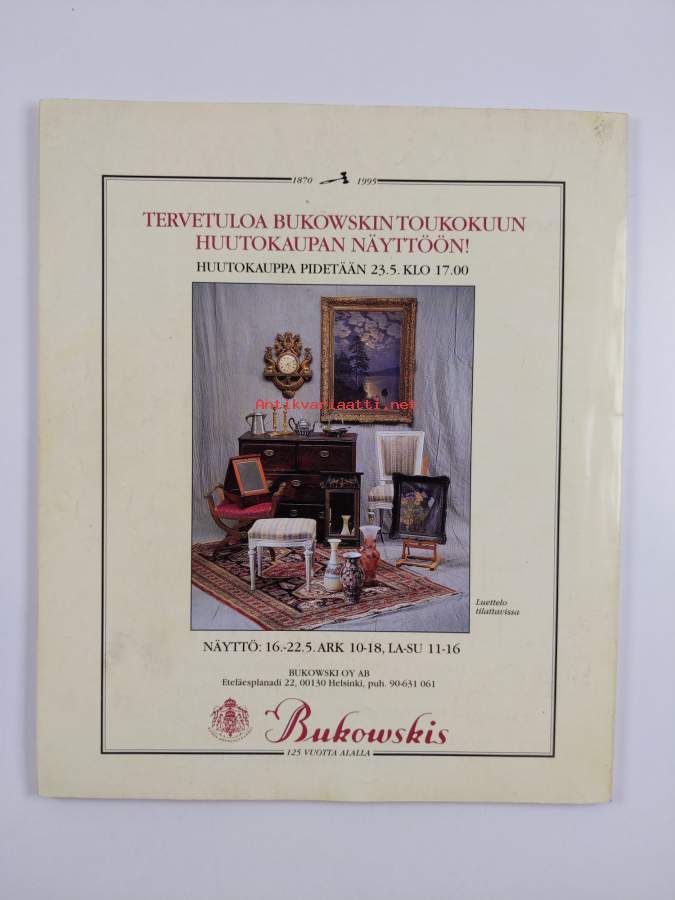 1870 1995
TERVETULOA BUKOWSKIN TOUKOKUUN
HUUTOKAUPAN NÄYTTÖÖN!
HUUTOKAUPPA PIDETÄÄN 23.5. KLO 17.00
Antikvariaatti.net
Luettelo
tilattavissa
NÄYTTÖ: 16.-22.5. ARK 10-18, LA-SU 11-16
BUKOWSKI OY AB
Eteläesplanadi 22, 00130 Helsinki, puh. 90-631 061
Bukowskis
125 VUOTTA ALALLA